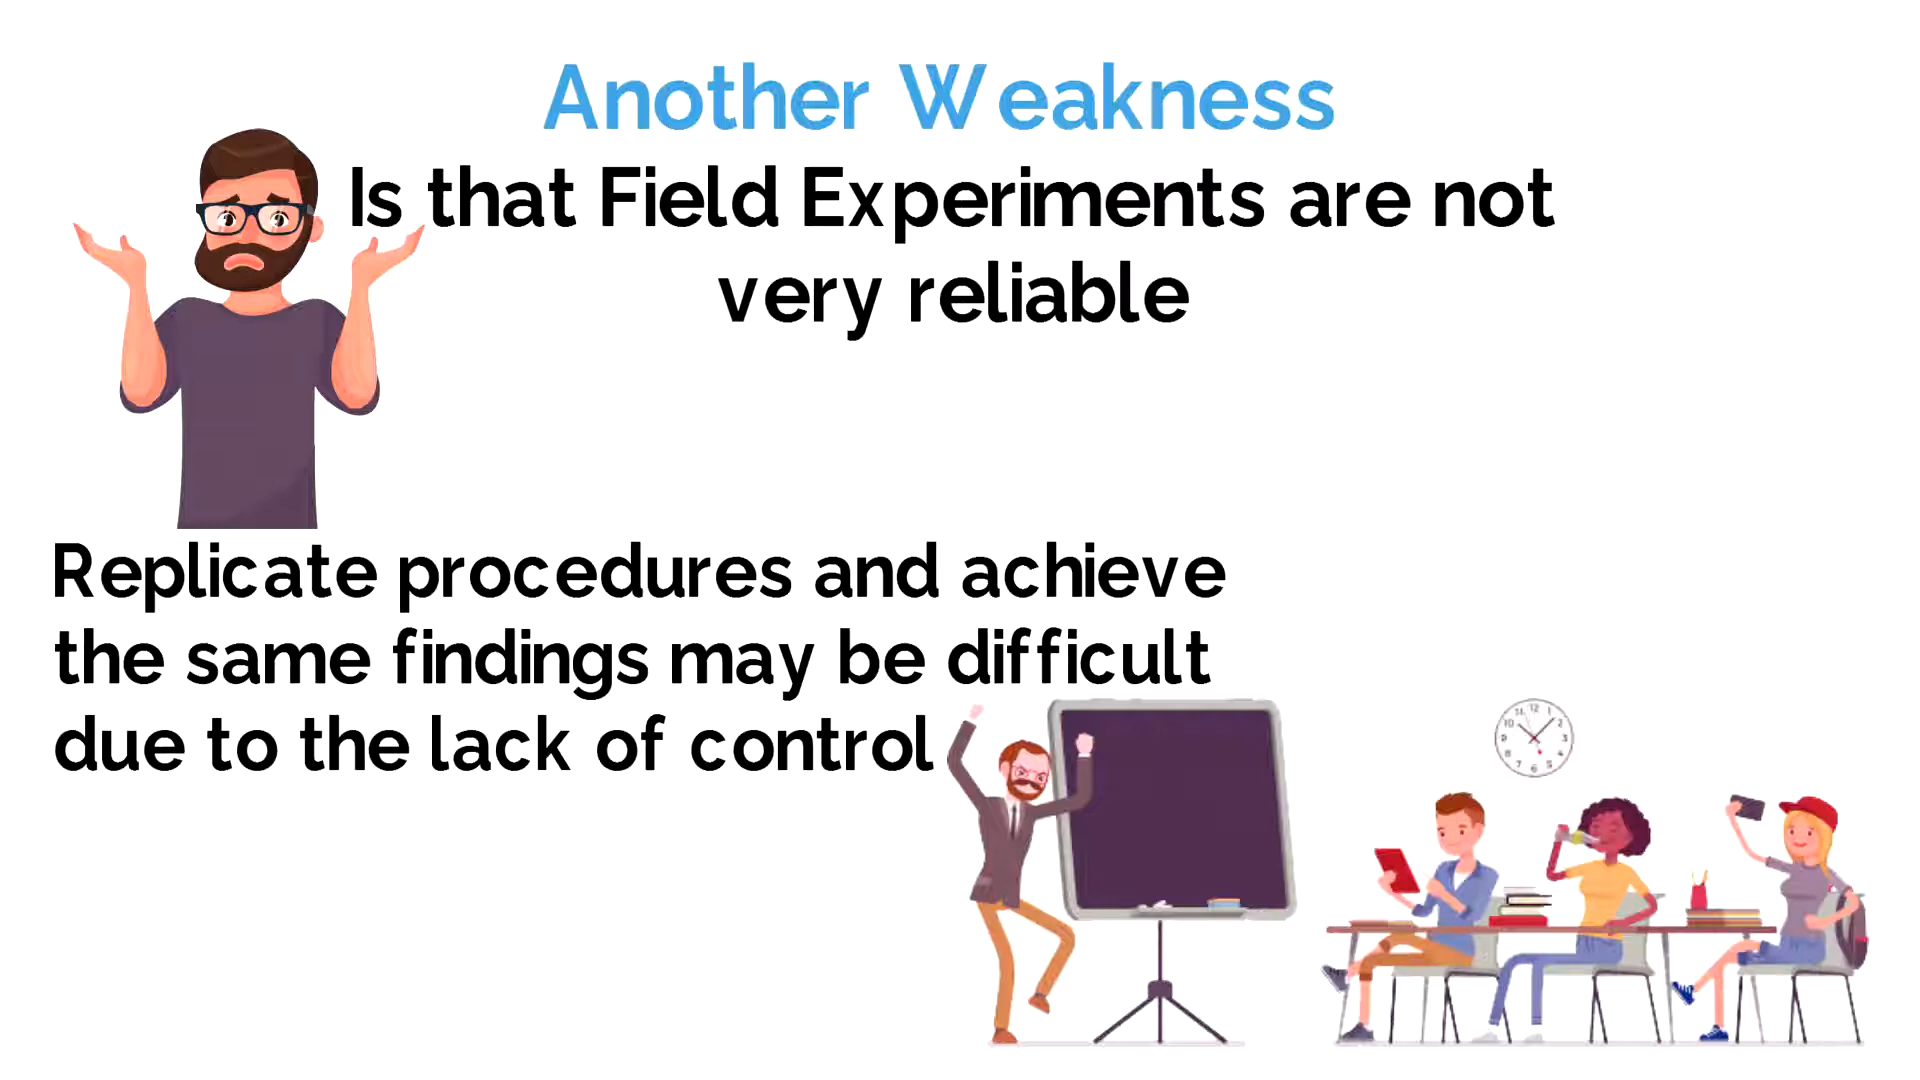 Another Weakness
Is that Field Experiments are not
very reliable
Replicate procedures and achieve
the same findings may be difficult
due to the lack of control